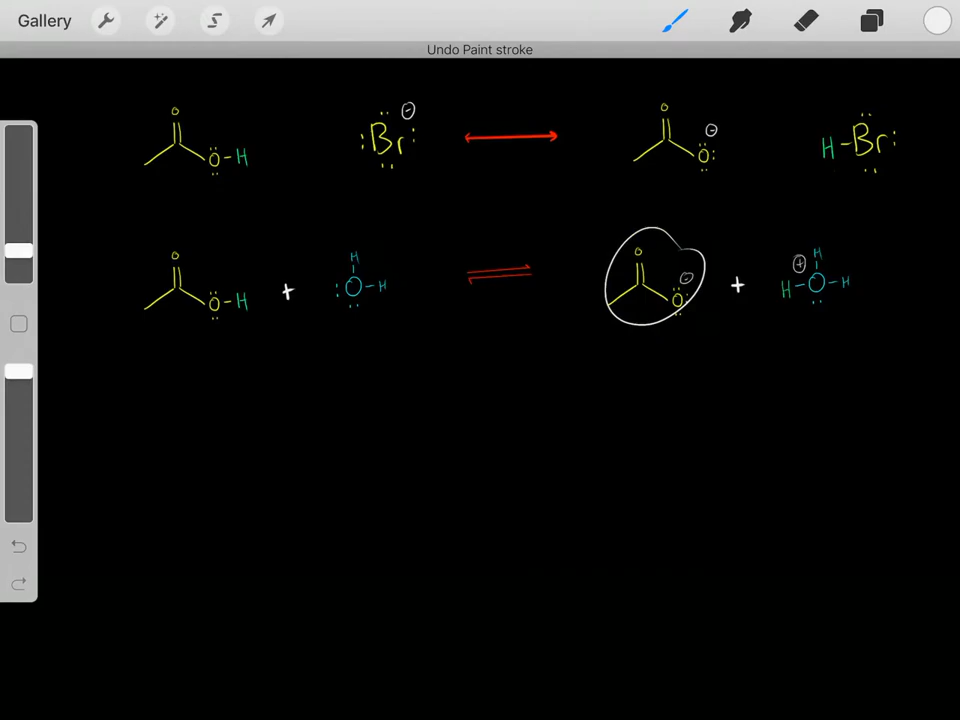 Gallery
Undo Paint stroke
O O
:Br: ⊖ ⊖ H-Br:
O-H O:
O H O H
O-H + :O-H ⊖ O: + ⊕ H-O-H